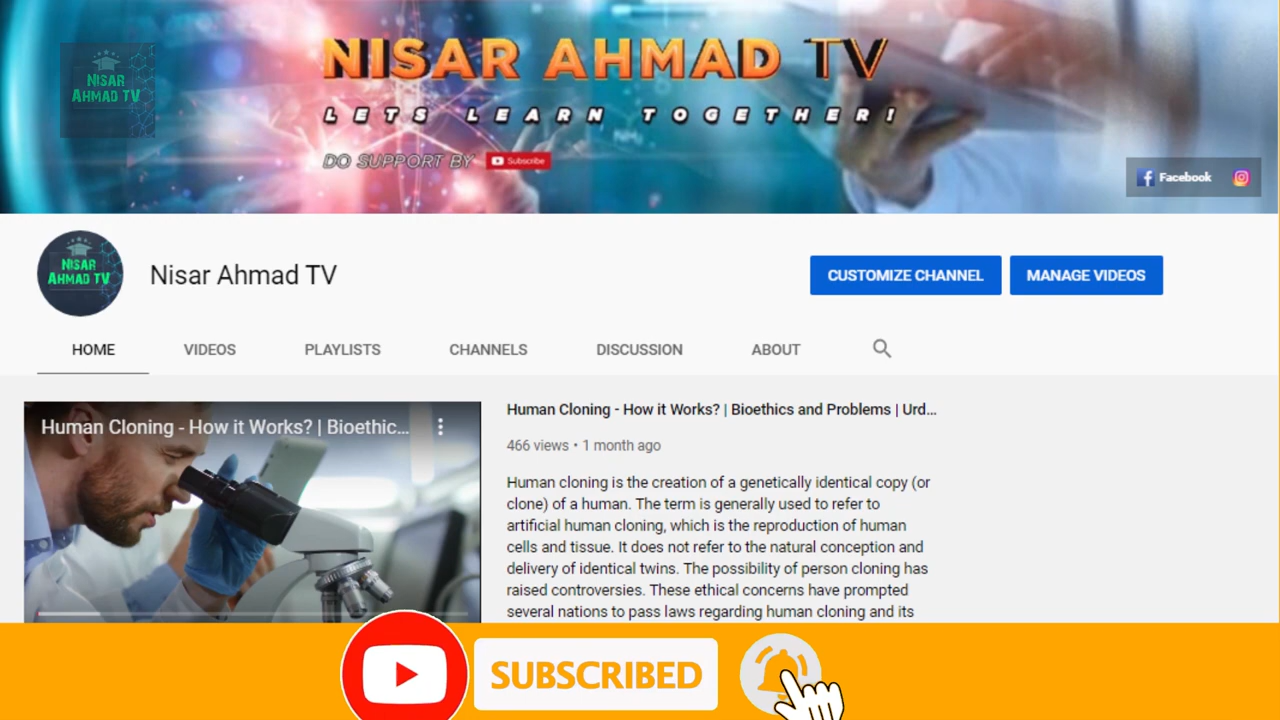 NISAR AHMAD TV
LETS LEARN TOGETHER!
NISAR
AHMAD TV
DO SUPPORT BY Subscribe
Facebook
NISAR
AHMAD TV
Nisar Ahmad TV
CUSTOMIZE CHANNEL
MANAGE VIDEOS
HOME VIDEOS PLAYLISTS CHANNELS DISCUSSION ABOUT
Human Cloning - How it Works? | Bioethic...
Human Cloning - How it Works? | Bioethics and Problems | Urd...
466 views • 1 month ago
Human cloning is the creation of a genetically identical copy (or
clone) of a human. The term is generally used to refer to
artificial human cloning, which is the reproduction of human
cells and tissue. It does not refer to the natural conception and
delivery of identical twins. The possibility of person cloning has
raised controversies. These ethical concerns have prompted
several nations to pass laws regarding human cloning and its
SUBSCRIBED